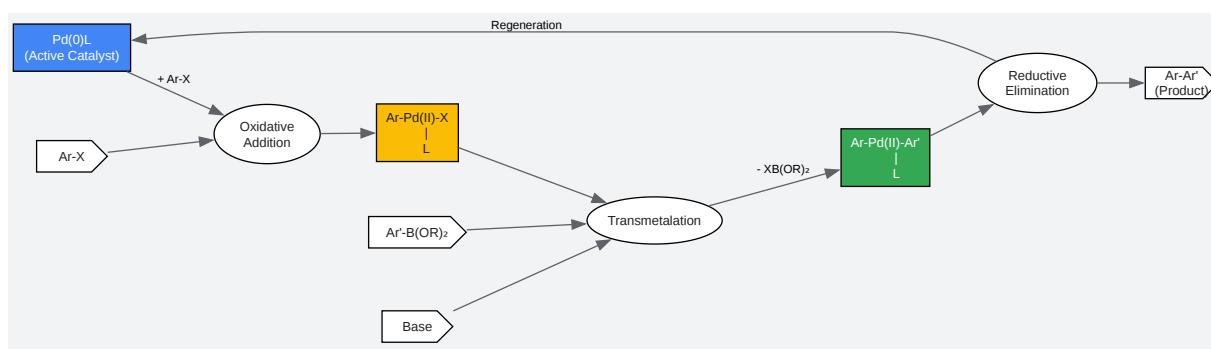 Regeneration
Pd(0)L
(Active Catalyst)
+ Ar-X
Oxidative
Addition
Ar-X
Ar-Pd(II)-X
|
L
Ar'-B(OR)₂
Base
Transmetalation
- XB(OR)₂
Ar-Pd(II)-Ar'
|
L
Reductive
Elimination
Ar-Ar'
(Product)